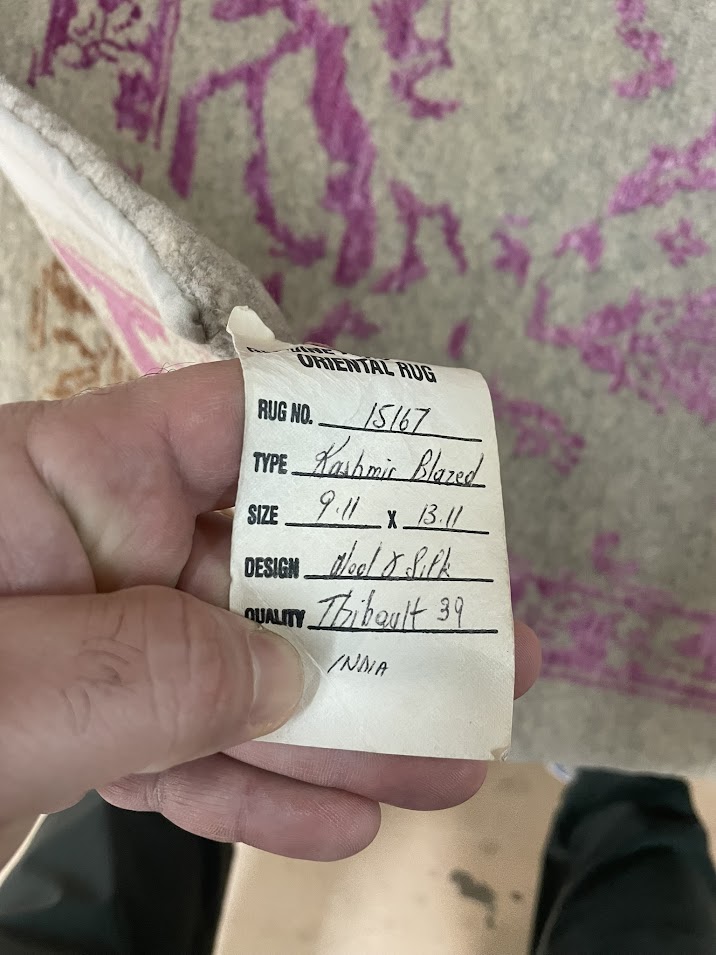 ORIENTAL RUG
RUG NO. 15167
TYPE Kashmir Blazed
SIZE 9.11 X 13.11
DESIGN Wool & Silk
QUALITY Thibault 39
INDIA